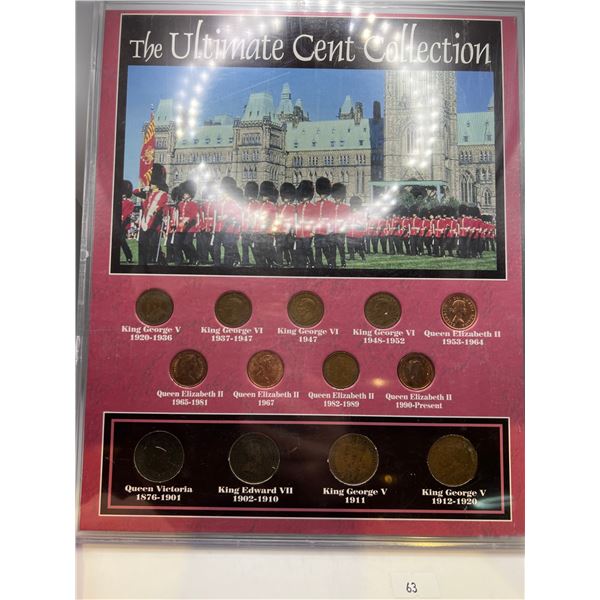 The Ultimate Cent Collection
King George V
1920-1936
King George VI
1937-1947
King George VI
1947
King George VI
1948-1952
Queen Elizabeth II
1953-1964
Queen Elizabeth II
1965-1981
Queen Elizabeth II
1967
Queen Elizabeth II
1982-1989
Queen Elizabeth II
1990-Present
Queen Victoria
1876-1901
King Edward VII
1902-1910
King George V
1911
King George V
1912-1920
63